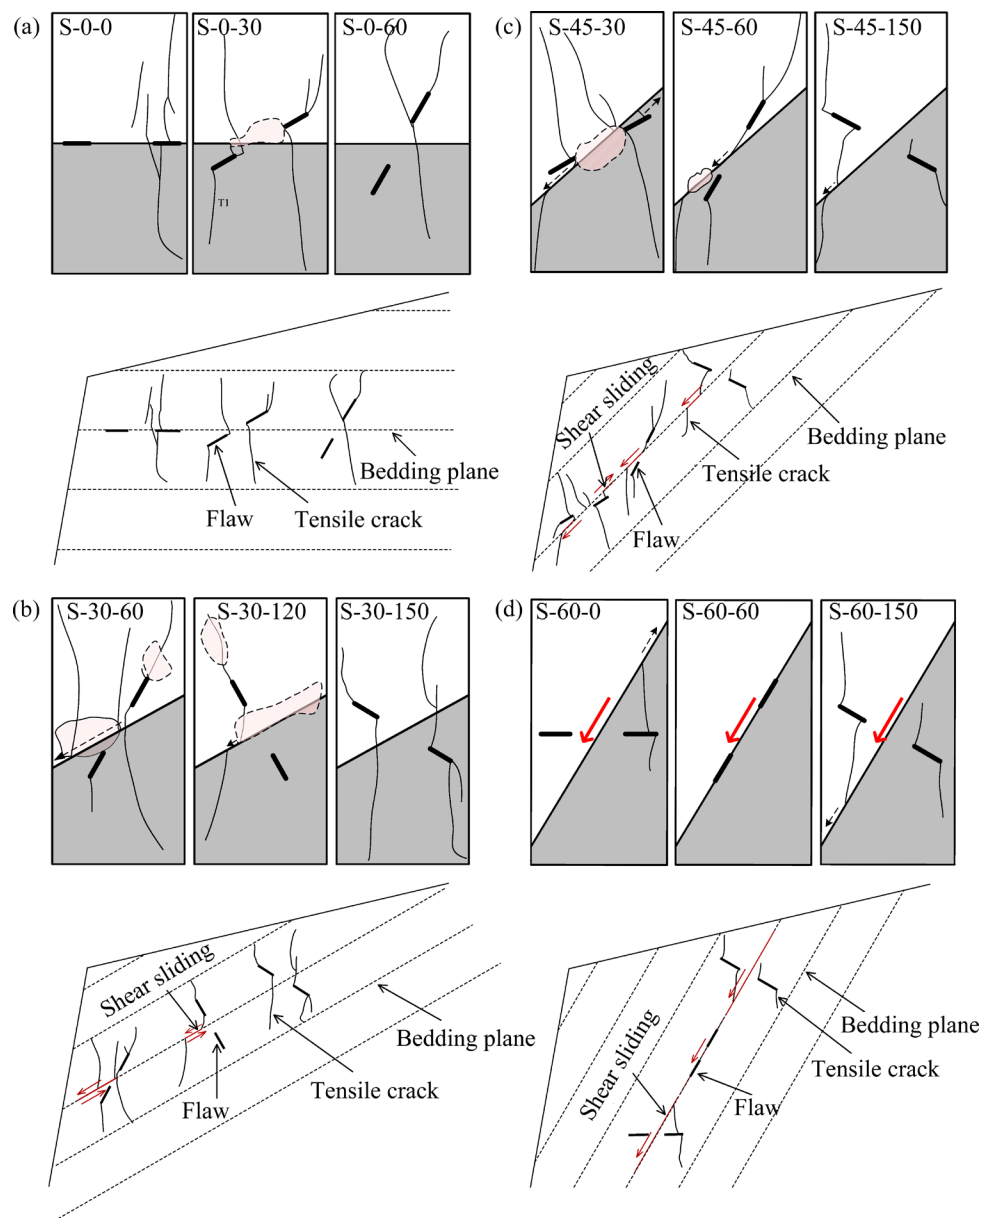 (a)
S-0-0
S-0-30
S-0-60
T1
Bedding plane
Flaw
Tensile crack
(b)
S-30-60
S-30-120
S-30-150
Shear sliding
Bedding plane
Tensile crack
Flaw
(c)
S-45-30
S-45-60
S-45-150
Shear sliding
Bedding plane
Tensile crack
Flaw
(d)
S-60-0
S-60-60
S-60-150
Shear sliding
Bedding plane
Tensile crack
Flaw